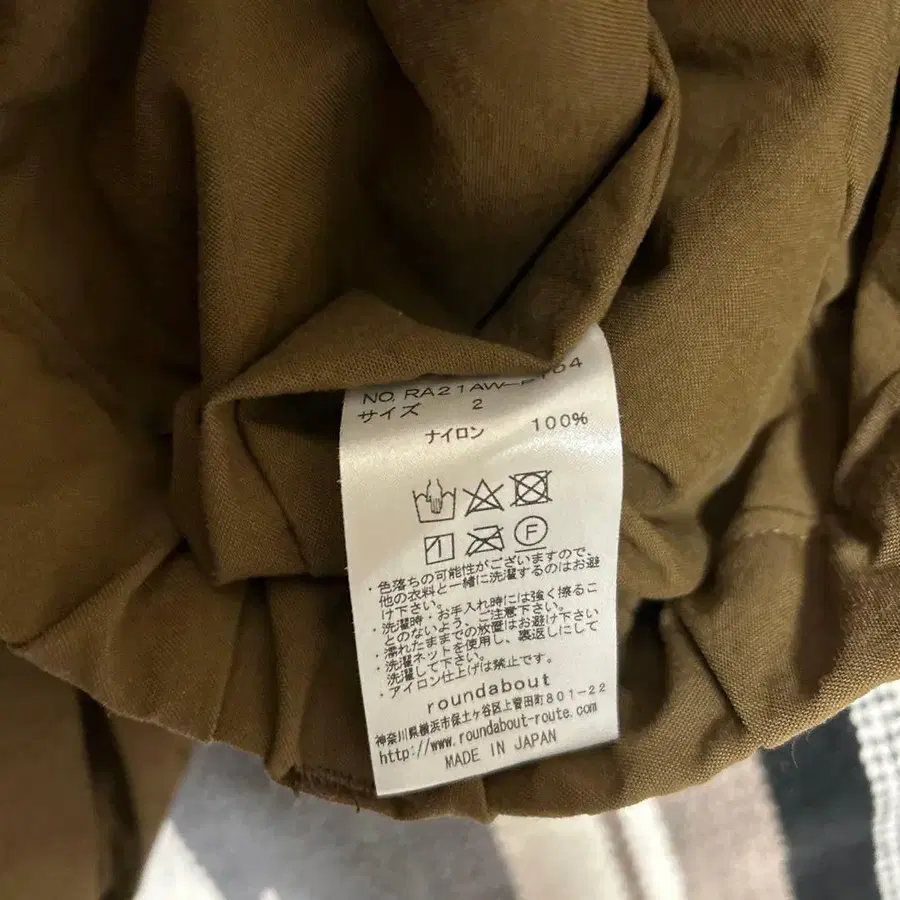 NO, RA21AW-P104
サイズ 2
ナイロン 100%
F
・色落ちの可能性がございますので、
他の衣料と一緒に洗濯するのはお避
け下さい。
・洗濯時・お手入れ時には強く擦るこ
とのないよう、ご注意下さい。
・濡れたままでの放置はお避け下さい
・洗濯ネットを使用し、裏返しにして
洗濯して下さい。
・アイロン仕上げは禁止です。
roundabout
神奈川県横浜市保土ヶ谷区上菅田町801-22
http://www.roundabout-route.com/
MADE IN JAPAN